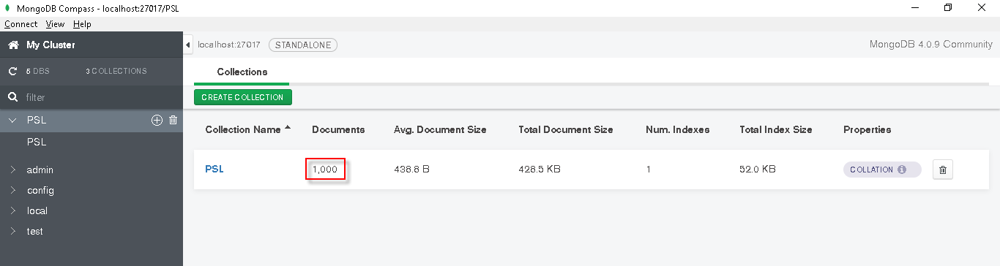 MongoDB Compass - localhost:27017/PSL
Connect View Help
My Cluster
localhost:27017 STANDALONE MongoDB 4.0.9 Community
5 DBS 3 COLLECTIONS
Collections
filter
CREATE COLLECTION
PSL
PSL
admin
config
local
test
Collection Name Documents Avg. Document Size Total Document Size Num. Indexes Total Index Size Properties
PSL 1,000 438.8 B 428.5 KB 1 52.0 KB COLLATION